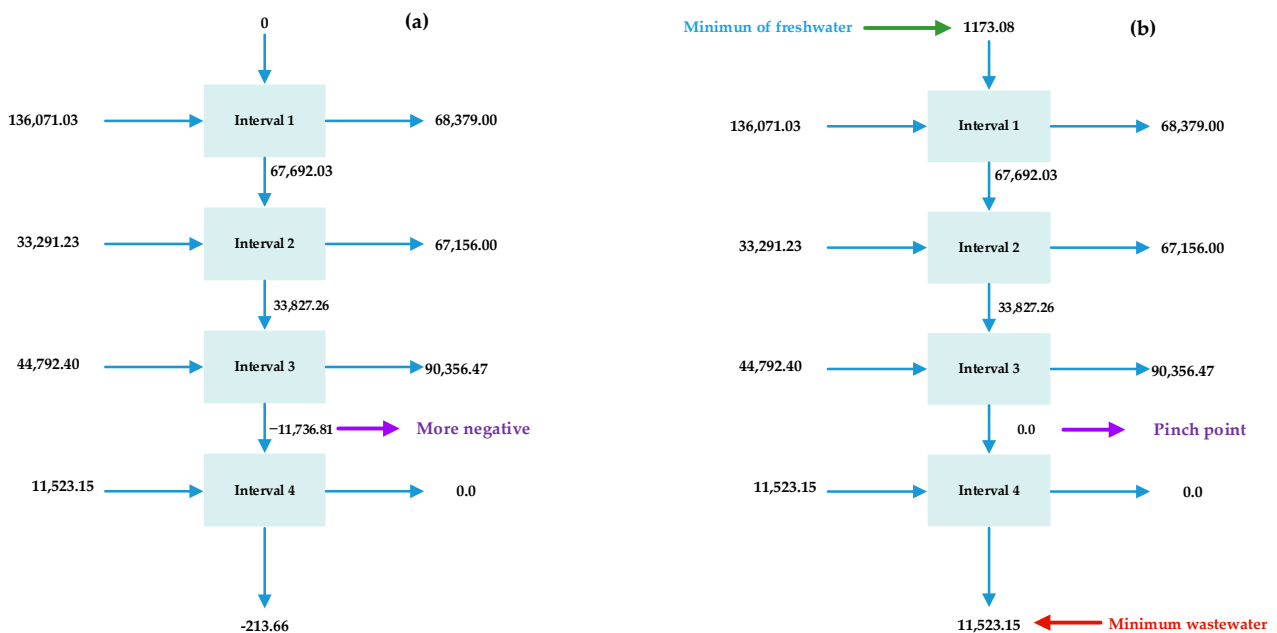 0
(a)
136,071.03
Interval 1
68,379.00
67,692.03
33,291.23
Interval 2
67,156.00
33,827.26
44,792.40
Interval 3
90,356.47
−11,736.81
More negative
11,523.15
Interval 4
0.0
-213.66
Minimun of freshwater
1173.08
(b)
136,071.03
Interval 1
68,379.00
67,692.03
33,291.23
Interval 2
67,156.00
33,827.26
44,792.40
Interval 3
90,356.47
0.0
Pinch point
11,523.15
Interval 4
0.0
11,523.15
Minimum wastewater